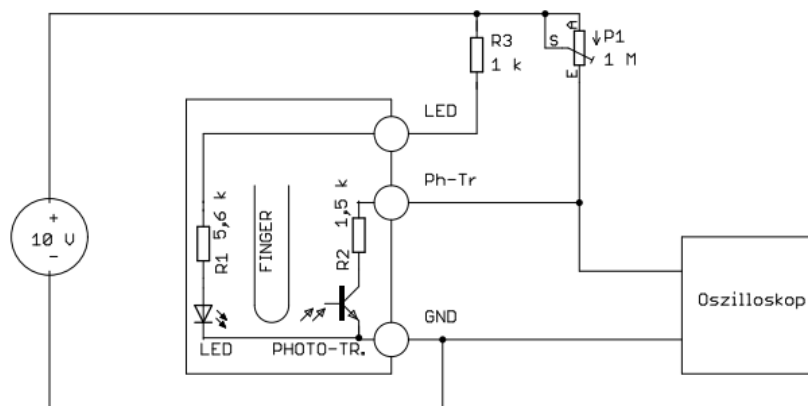 A
R3
S
P1
1 k
1 M
E
LED
Ph-Tr
5,6 k
1,5 k
+
10 V
-
R1
FINGER
R2
Oszilloskop
GND
LED
PHOTO-TR.